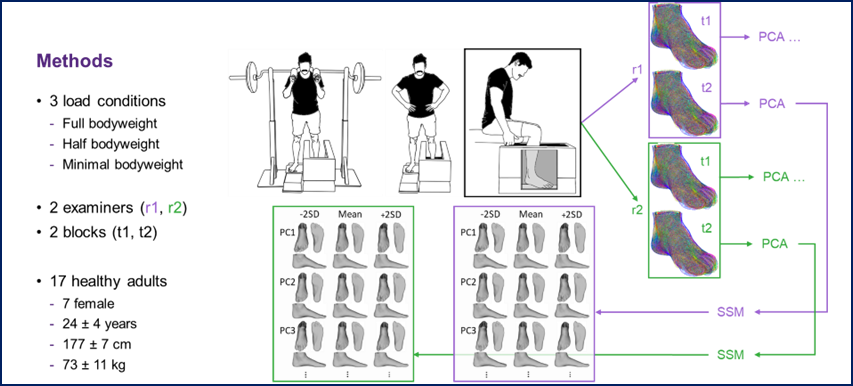 Methods
• 3 load conditions
- Full bodyweight
- Half bodyweight
- Minimal bodyweight
• 2 examiners (r1, r2)
• 2 blocks (t1, t2)
• 17 healthy adults
- 7 female
- 24 ± 4 years
- 177 ± 7 cm
- 73 ± 11 kg
r1
t1
PCA ...
t2
PCA
r2
t1
PCA ...
t2
PCA
-2SD Mean +2SD
PC1
PC2
PC3
-2SD Mean +2SD
PC1
PC2
PC3
SSM
SSM